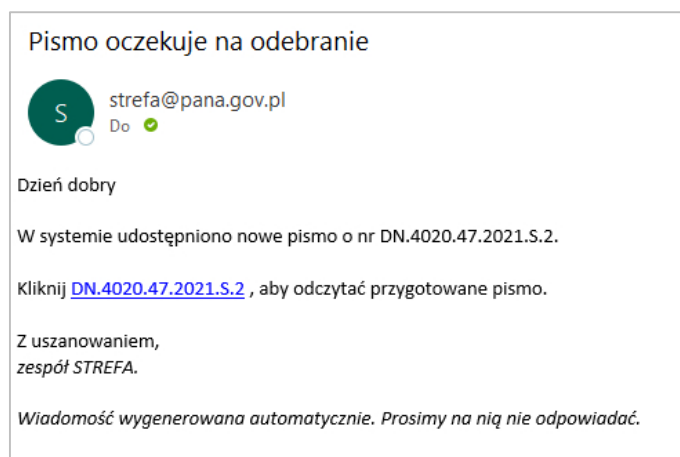 Pismo oczekuje na odebranie
S
strefa@pana.gov.pl
Do
Dzień dobry
W systemie udostępniono nowe pismo o nr DN.4020.47.2021.S.2.
Kliknij DN.4020.47.2021.S.2 , aby odczytać przygotowane pismo.
Z uszanowaniem,
zespół STREFA.
Wiadomość wygenerowana automatycznie. Prosimy na nią nie odpowiadać.